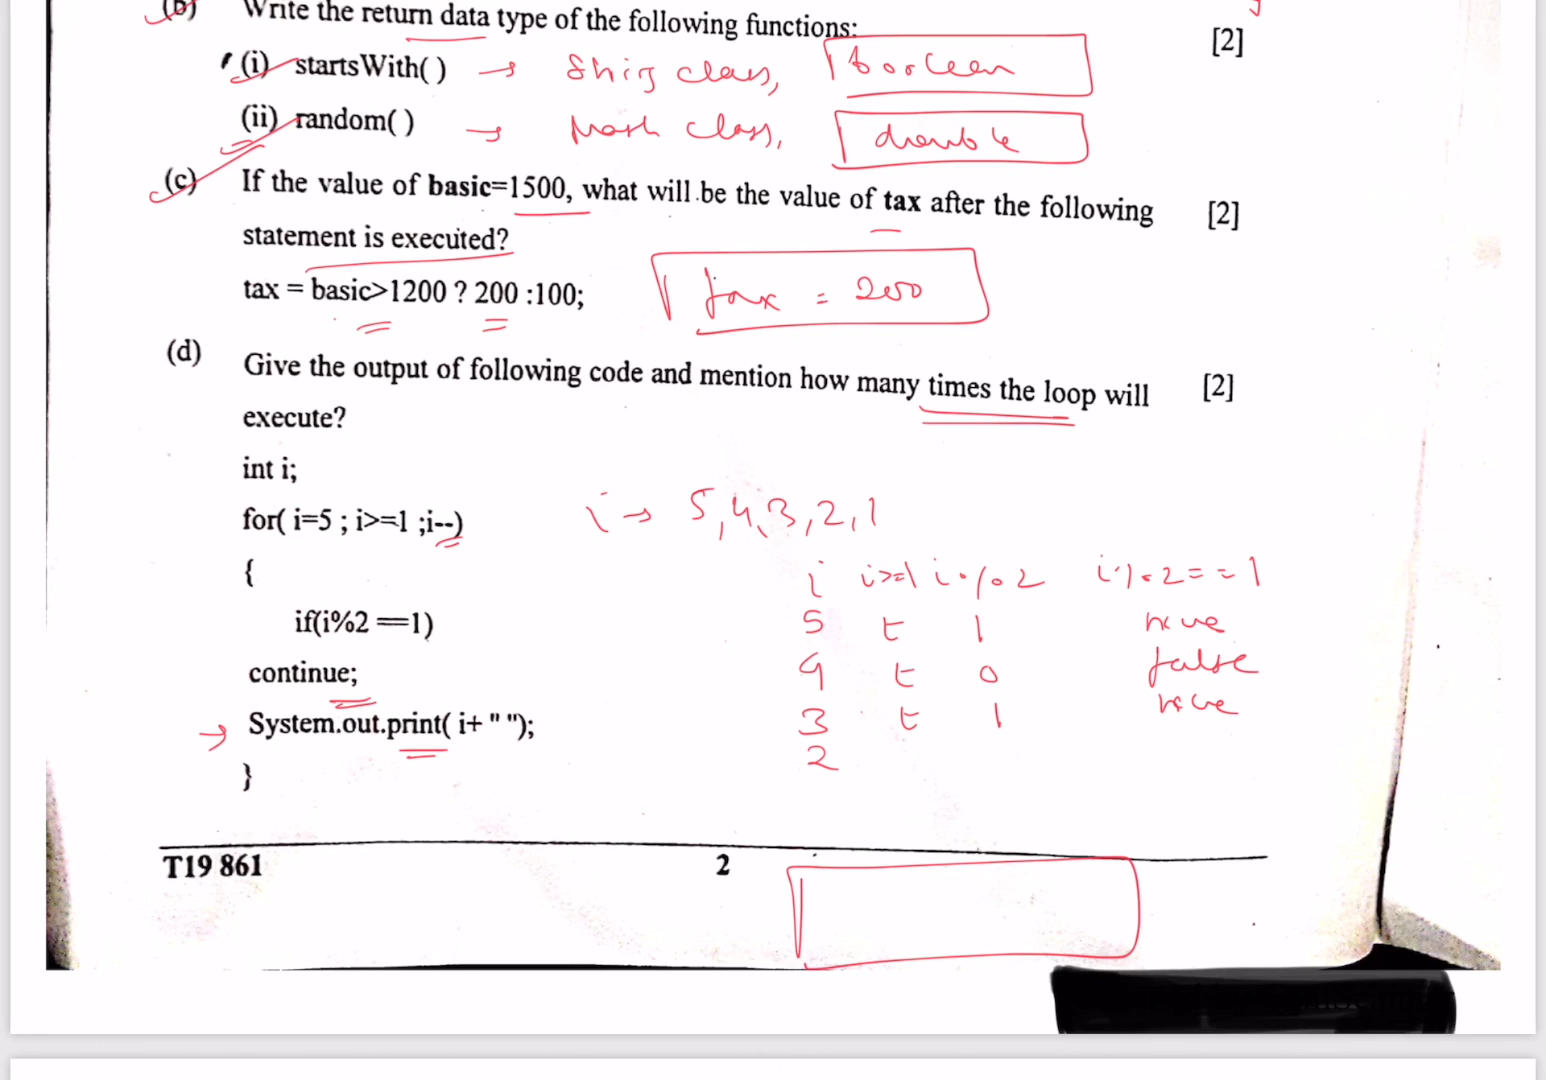 (b) Write the return data type of the following functions: [2]
(i) startsWith( ) → String class, boolean
(ii) random( ) → Math class, double
(c) If the value of basic=1500, what will be the value of tax after the following [2]
statement is executed?
tax = basic>1200 ? 200 :100; tax = 200
(d) Give the output of following code and mention how many times the loop will [2]
execute?
int i;
for( i=5 ; i>=1 ;i--) i → 5,4,3,2,1
{ i i>=1 i%2 i%2==1
if(i%2 ==1) 5 t 1 true
continue; 4 t 0 false
System.out.print( i+ " "); 3 t 1 true
2
}
T19 861 2